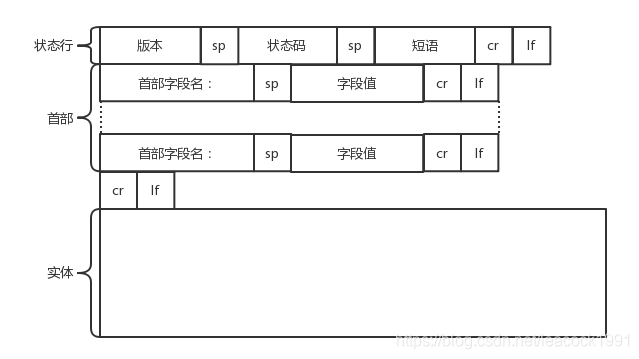 状态行 版本 sp 状态码 sp 短语 cr lf
首部字段名： sp 字段值 cr lf
首部
首部字段名： sp 字段值 cr lf
cr lf
实体
https://blog.csdn.net/leacock1991